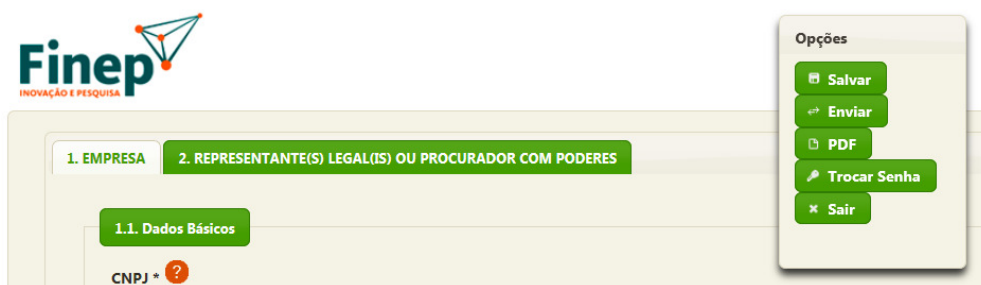 Finep
INOVAÇÃO E PESQUISA
Opções
Salvar
Enviar
PDF
Trocar Senha
Sair
1. EMPRESA
2. REPRESENTANTE(S) LEGAL(IS) OU PROCURADOR COM PODERES
1.1. Dados Básicos
CNPJ * ?